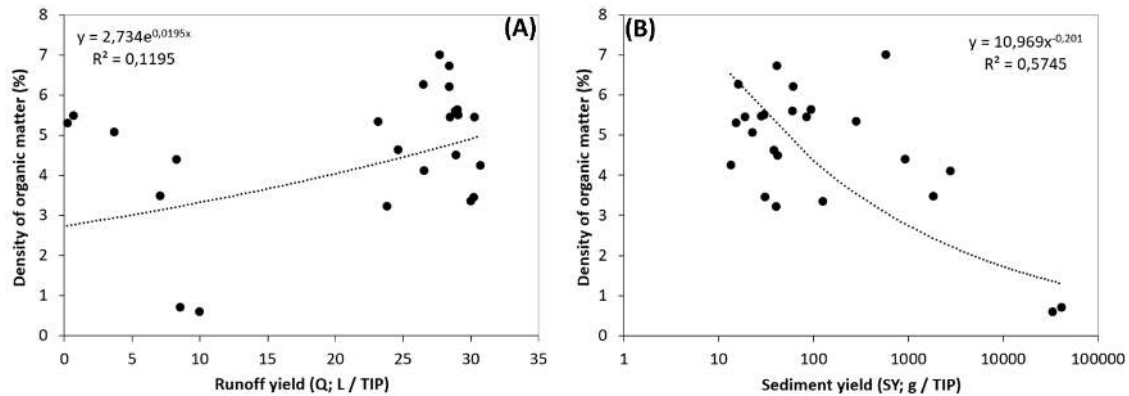 (A)
y = 2,734e^0,0195x
R² = 0,1195
Density of organic matter (%)
8
7
6
5
4
3
2
1
0
0 5 10 15 20 25 30 35
Runoff yield (Q; L / TIP)
(B)
y = 10,969x^-0,201
R² = 0,5745
Density of organic matter (%)
8
7
6
5
4
3
2
1
0
1 10 100 1000 10000 100000
Sediment yield (SY; g / TIP)